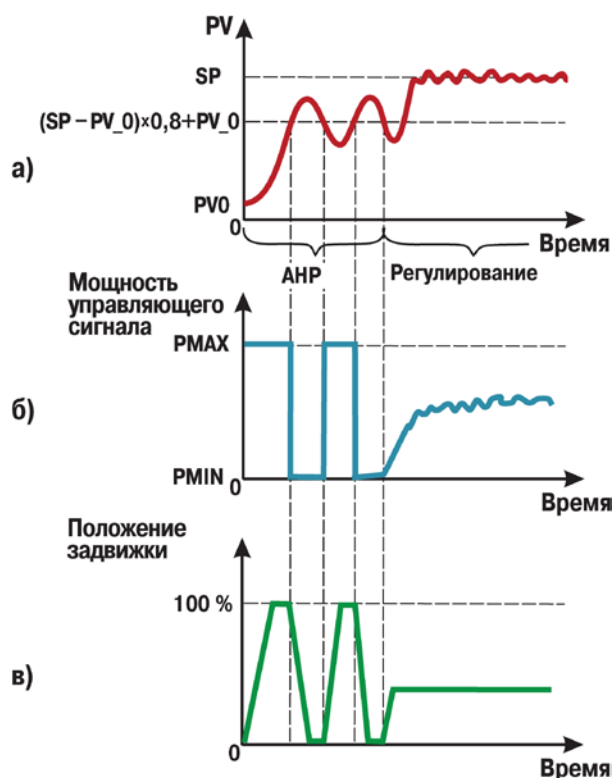 PV
SP
(SP – PV_0)×0,8+PV_0
а)
PV0
0
Время
АНР
Регулирование
Мощность
управляющего
сигнала
PMAX
б)
PMIN
0
Время
Положение
задвижки
100 %
в)
0
Время